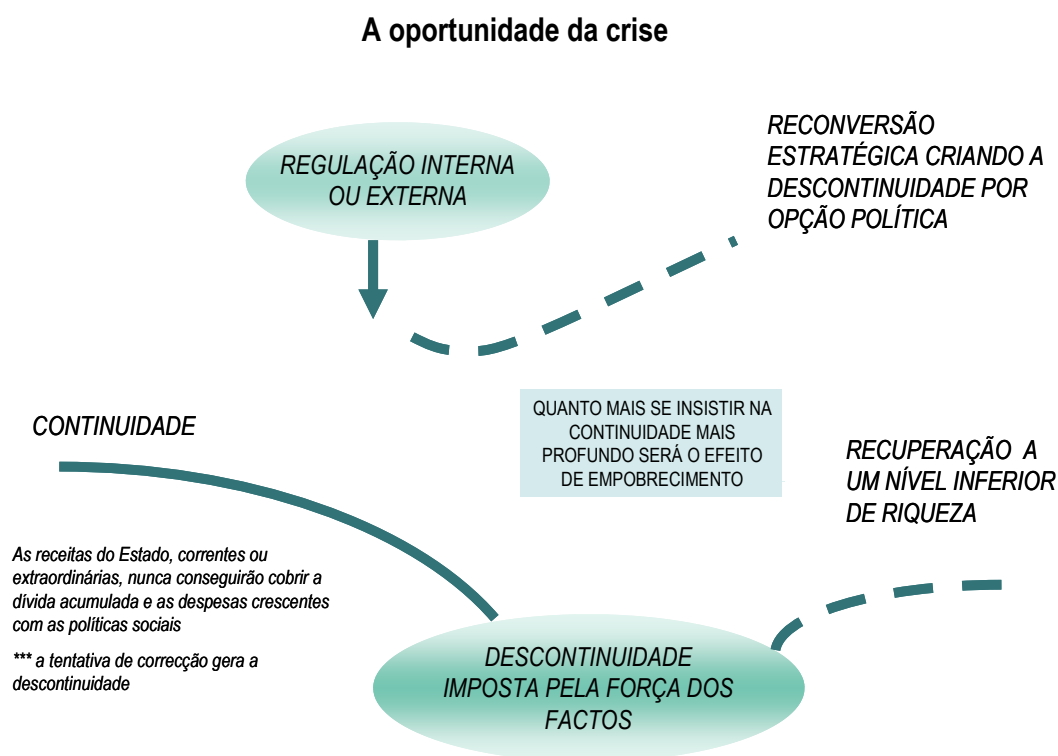 A oportunidade da crise
REGULAÇÃO INTERNA
OU EXTERNA
RECONVERSÃO
ESTRATÉGICA CRIANDO A
DESCONTINUIDADE POR
OPÇÃO POLÍTICA
CONTINUIDADE
QUANTO MAIS SE INSISTIR NA
CONTINUIDADE MAIS
PROFUNDO SERÁ O EFEITO
DE EMPOBRECIMENTO
RECUPERAÇÃO A
UM NÍVEL INFERIOR
DE RIQUEZA
As receitas do Estado, correntes ou
extraordinárias, nunca conseguirão cobrir a
dívida acumulada e as despesas crescentes
com as políticas sociais
*** a tentativa de correcção gera a
descontinuidade
DESCONTINUIDADE
IMPOSTA PELA FORÇA DOS
FACTOS